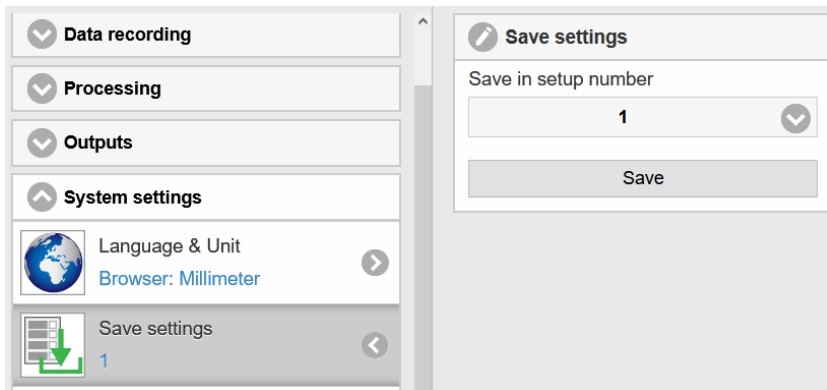 Data recording
Processing
Outputs
System settings
Language & Unit
Browser: Millimeter
Save settings
1
Save settings
Save in setup number
1
Save